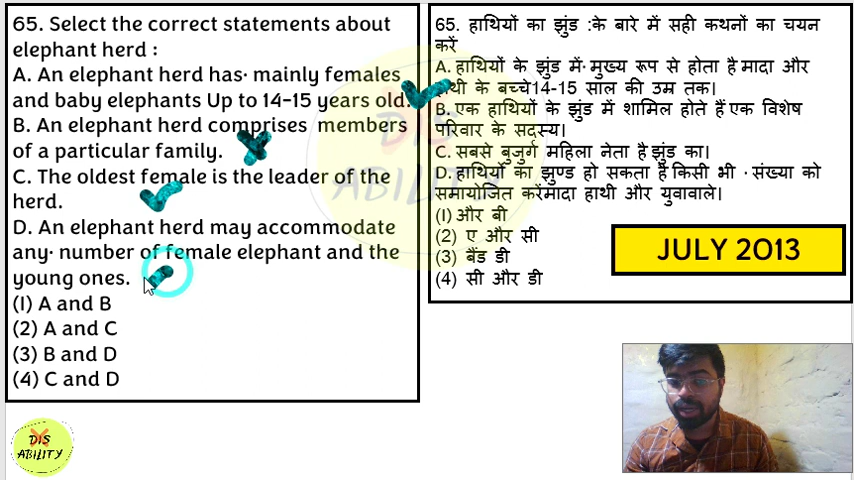 65. Select the correct statements about
elephant herd :
A. An elephant herd has· mainly females
and baby elephants Up to 14-15 years old.
B. An elephant herd comprises members
of a particular family.
C. The oldest female is the leader of the
herd.
D. An elephant herd may accommodate
any· number of female elephant and the
young ones.
(1) A and B
(2) A and C
(3) B and D
(4) C and D
65. हाथियों का झुंड :के बारे में सही कथनों का चयन
करें
A. हाथियों के झुंड में· मुख्य रूप से होता है मादा और
हाथी के बच्चे14-15 साल की उम्र तक।
B. एक हाथियों के झुंड में शामिल होते हैं एक विशेष
परिवार के सदस्य।
C. सबसे बुजुर्ग महिला नेता है झुंड का।
D. हाथियों का झुण्ड हो सकता है किसी भी · संख्या को
समायोजित करेंमादा हाथी और युवावाले।
(1) और बी
(2) ए और सी
(3) बैंड डी
(4) सी और डी
JULY 2013
DIS
ABILITY
DIS
ABILITY